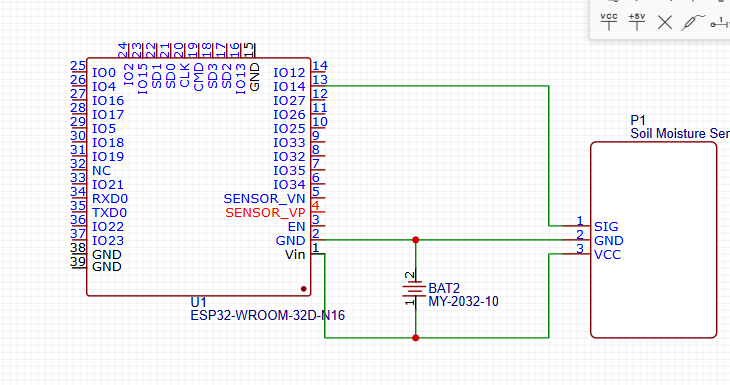 VCC +5V
24 23 22 21 20 19 18 17 16 15
IO2 IO15 SD1 SD0 CLK CMD SD3 SD2 IO13 GND
25 IO0 IO12 14
26 IO4 IO14 13
27 IO16 IO27 12
28 IO17 IO26 11
29 IO5 IO25 10
30 IO18 IO33 9
31 IO19 IO32 8
32 NC IO35 7
33 IO21 IO34 6
34 RXD0 SENSOR_VN 5
35 TXD0 SENSOR_VP 4
36 IO22 EN 3
37 IO23 GND 2
38 GND Vin 1
39 GND
U1
ESP32-WROOM-32D-N16
2
BAT2
1 MY-2032-10
P1
Soil Moisture Ser
1 SIG
2 GND
3 VCC